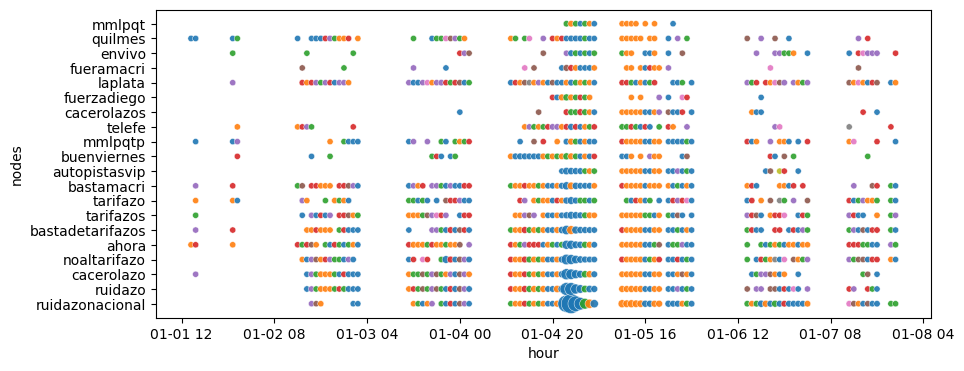 mmlpqt
quilmes
envivo
fueramacri
laplata
fuerzadiego
cacerolazos
telefe
mmlpqtp
buenviernes
autopistasvip
bastamacri
tarifazo
tarifazos
bastadetarifazos
ahora
noaltarifazo
cacerolazo
ruidazo
ruidazonacional
nodes
01-01 12 01-02 08 01-03 04 01-04 00 01-04 20 01-05 16 01-06 12 01-07 08 01-08 04
hour